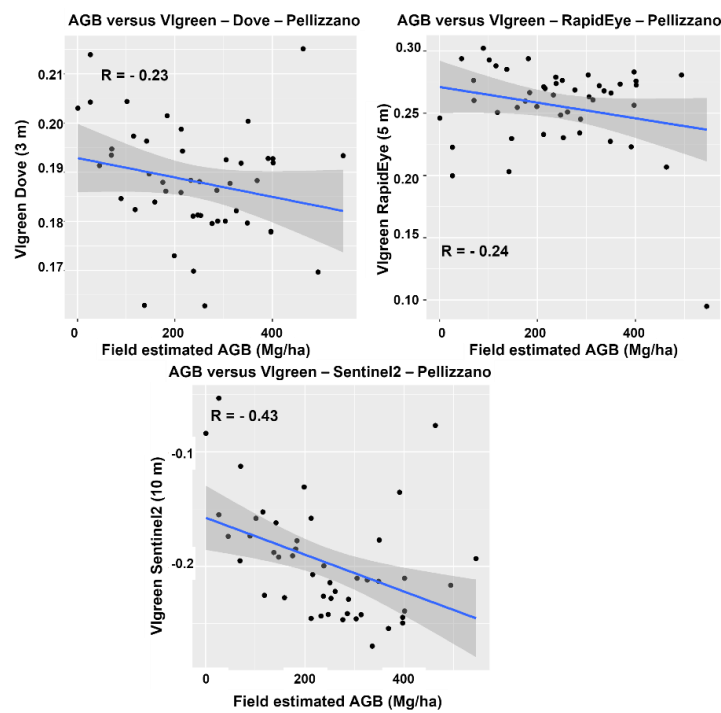 AGB versus VIgreen – Dove – Pellizzano
R = - 0.23
VIgreen Dove (3 m)
0.21
0.20
0.19
0.18
0.17
0
200
400
Field estimated AGB (Mg/ha)
AGB versus VIgreen – RapidEye – Pellizzano
R = - 0.24
VIgreen RapidEye (5 m)
0.30
0.25
0.20
0.15
0.10
0
200
400
Field estimated AGB (Mg/ha)
AGB versus VIgreen – Sentinel2 – Pellizzano
R = - 0.43
VIgreen Sentinel2 (10 m)
-0.1
-0.2
0
200
400
Field estimated AGB (Mg/ha)